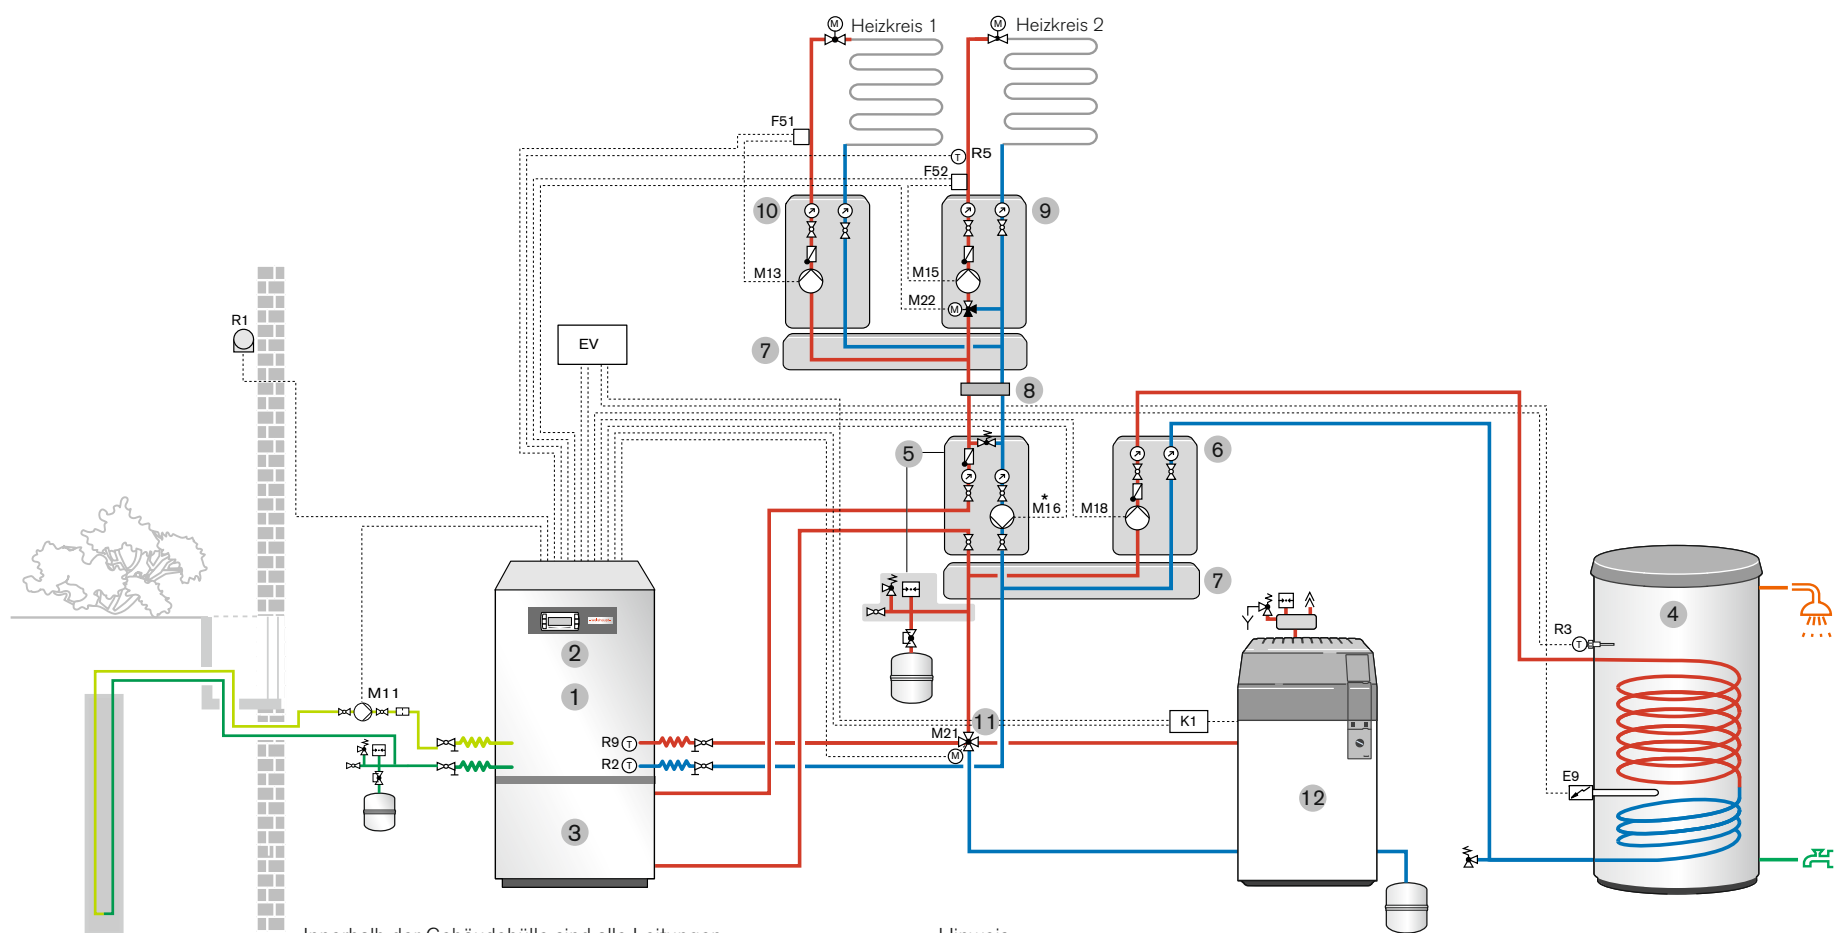 M Heizkreis 1
M Heizkreis 2
F51
T R5
F52
10
9
M13
M15
M22 M
R1
EV
7
8
5
6
*
M16
M18
7
2
1
3
4
R3 T
M11
R9 T
R2 T
M21
11
M
K1
12
E9